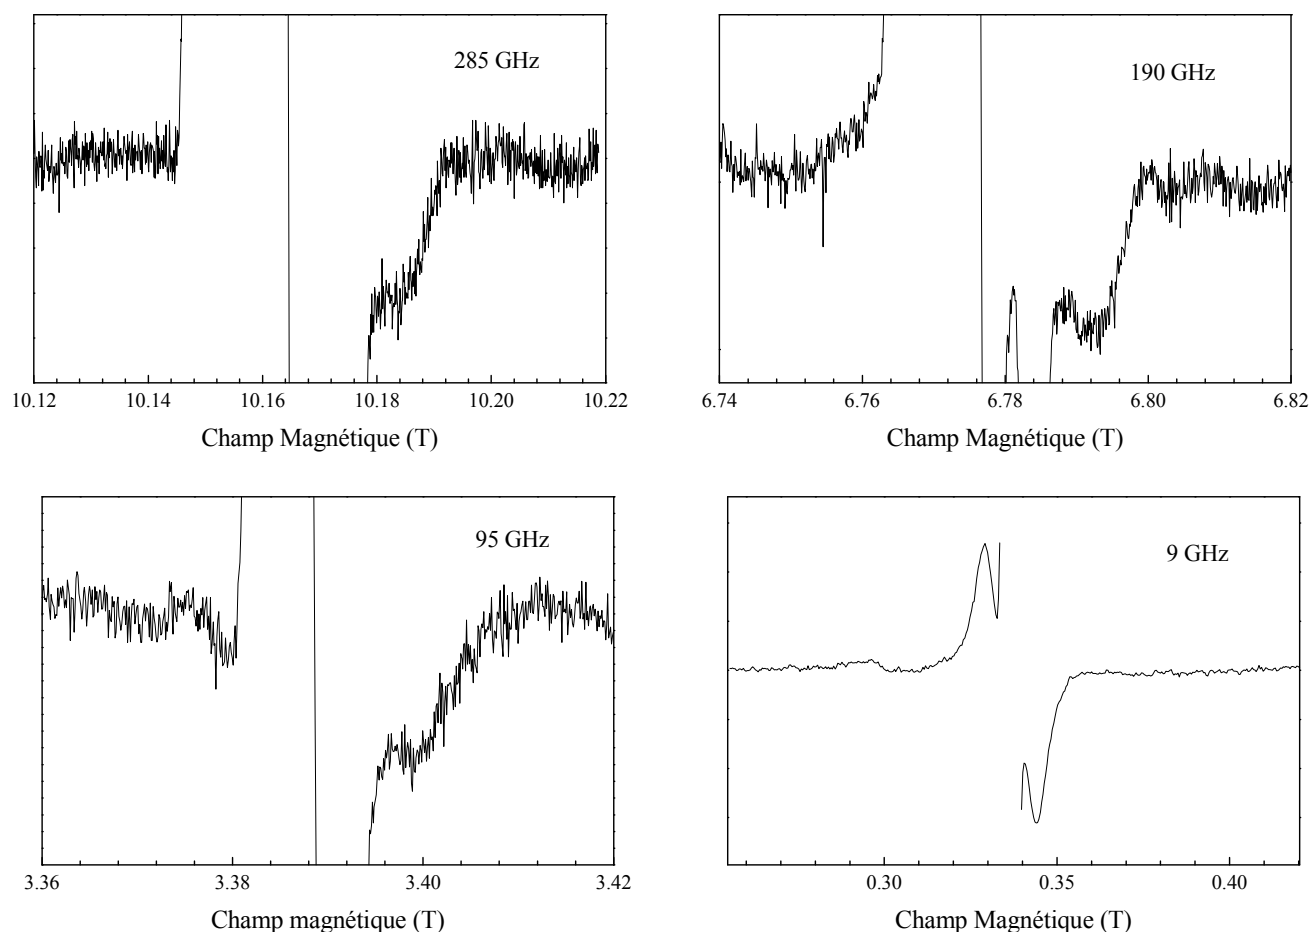 285 GHz
10.12 10.14 10.16 10.18 10.20 10.22
Champ Magnétique (T)
190 GHz
6.74 6.76 6.78 6.80 6.82
Champ Magnétique (T)
95 GHz
3.36 3.38 3.40 3.42
Champ magnétique (T)
9 GHz
0.30 0.35 0.40
Champ Magnétique (T)